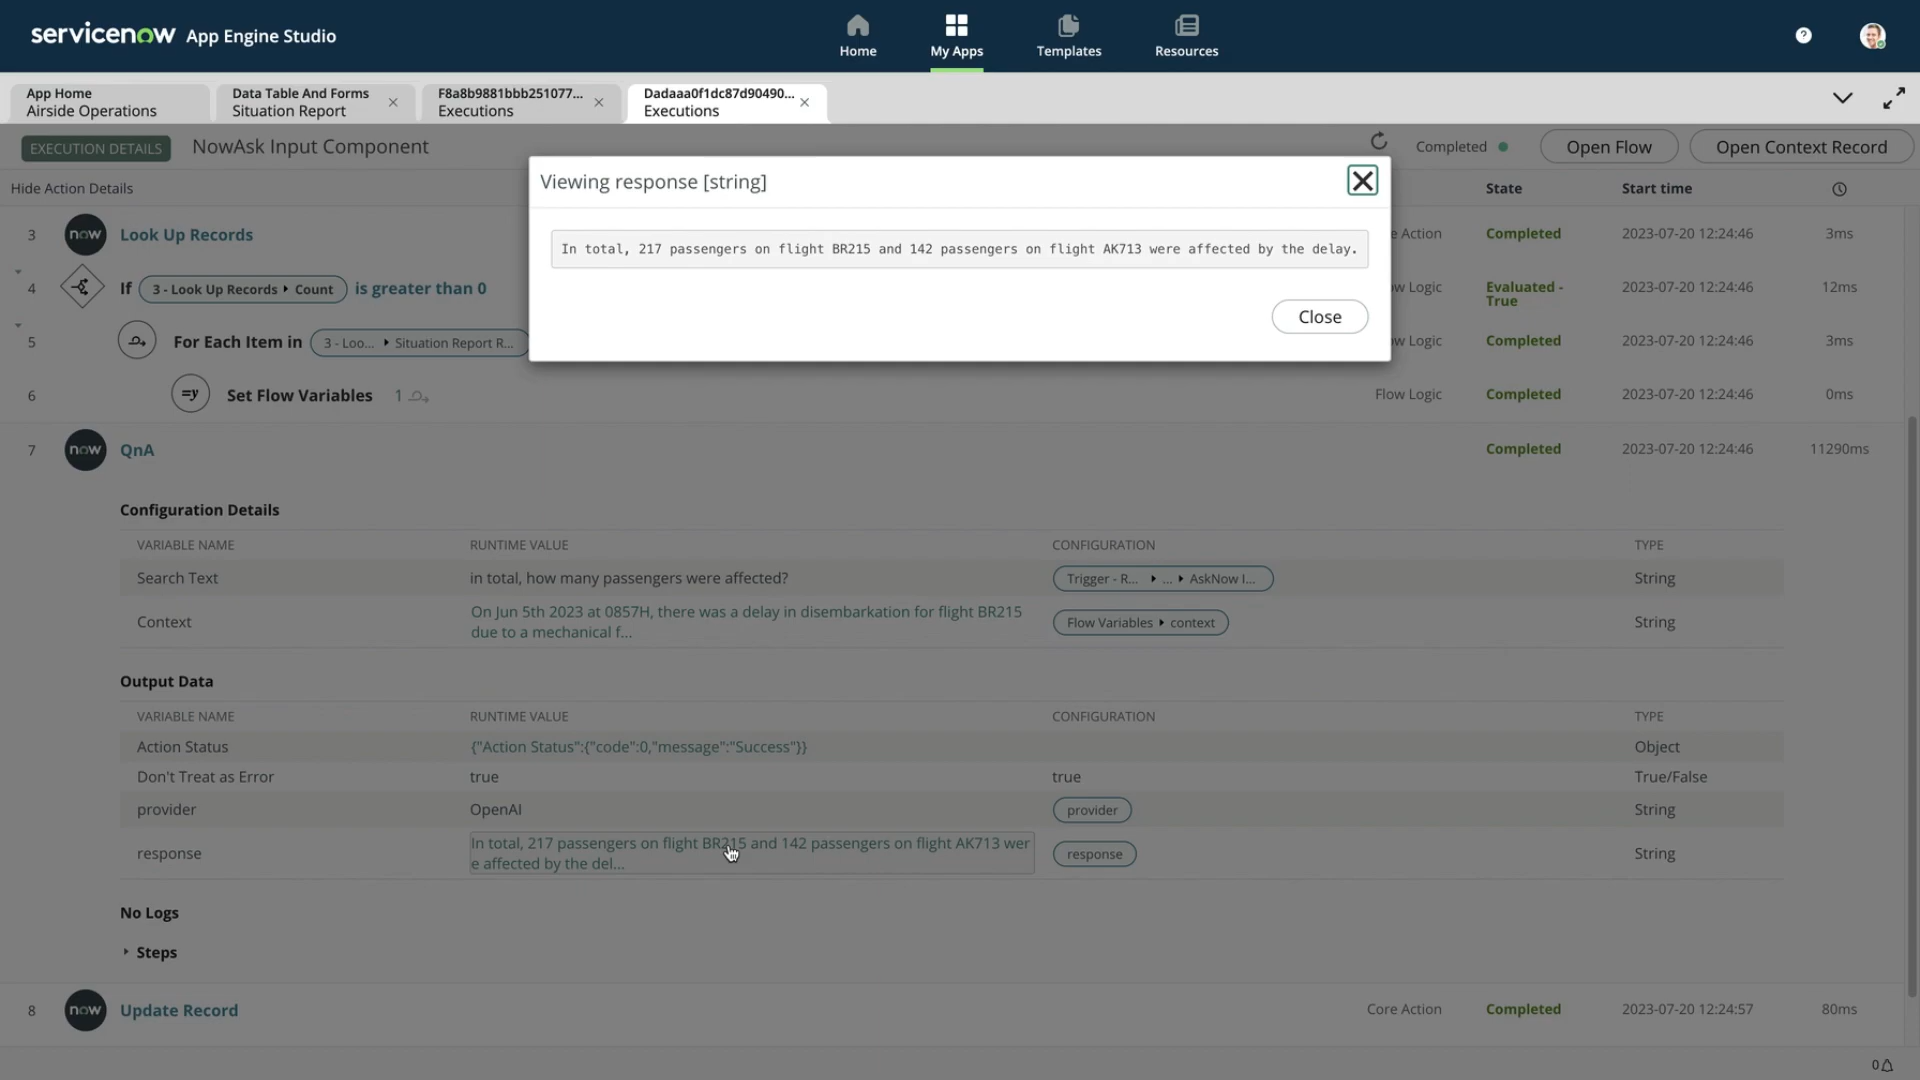 servicenow App Engine Studio
Home
My Apps
Templates
Resources
?
App Home
Airside Operations
Data Table And Forms
Situation Report
F8a8b9881bbb251077...
Executions
Dadaaa0f1dc87d90490...
Executions
EXECUTION DETAILS
NowAsk Input Component
Completed
Open Flow
Open Context Record
Hide Action Details
State
Start time
Viewing response [string]
In total, 217 passengers on flight BR215 and 142 passengers on flight AK713 were affected by the delay.
Close
3 now Look Up Records e Action Completed 2023-07-20 12:24:46 3ms
4 If 3 - Look Up Records ▸ Count is greater than 0 ow Logic Evaluated - 2023-07-20 12:24:46 12ms
True
5 For Each Item in 3 - Loo... ▸ Situation Report R... ow Logic Completed 2023-07-20 12:24:46 3ms
6 =y Set Flow Variables 1 Flow Logic Completed 2023-07-20 12:24:46 0ms
7 now QnA Completed 2023-07-20 12:24:46 11290ms
Configuration Details
VARIABLE NAME RUNTIME VALUE CONFIGURATION TYPE
Search Text in total, how many passengers were affected? Trigger - R... ▸ ... ▸ AskNow I... String
Context On Jun 5th 2023 at 0857H, there was a delay in disembarkation for flight BR215 Flow Variables ▸ context String
due to a mechanical f...
Output Data
VARIABLE NAME RUNTIME VALUE CONFIGURATION TYPE
Action Status {"Action Status":{"code":0,"message":"Success"}} Object
Don't Treat as Error true true True/False
provider OpenAI provider String
response In total, 217 passengers on flight BR215 and 142 passengers on flight AK713 wer response String
e affected by the del...
No Logs
Steps
8 now Update Record Core Action Completed 2023-07-20 12:24:57 80ms
0